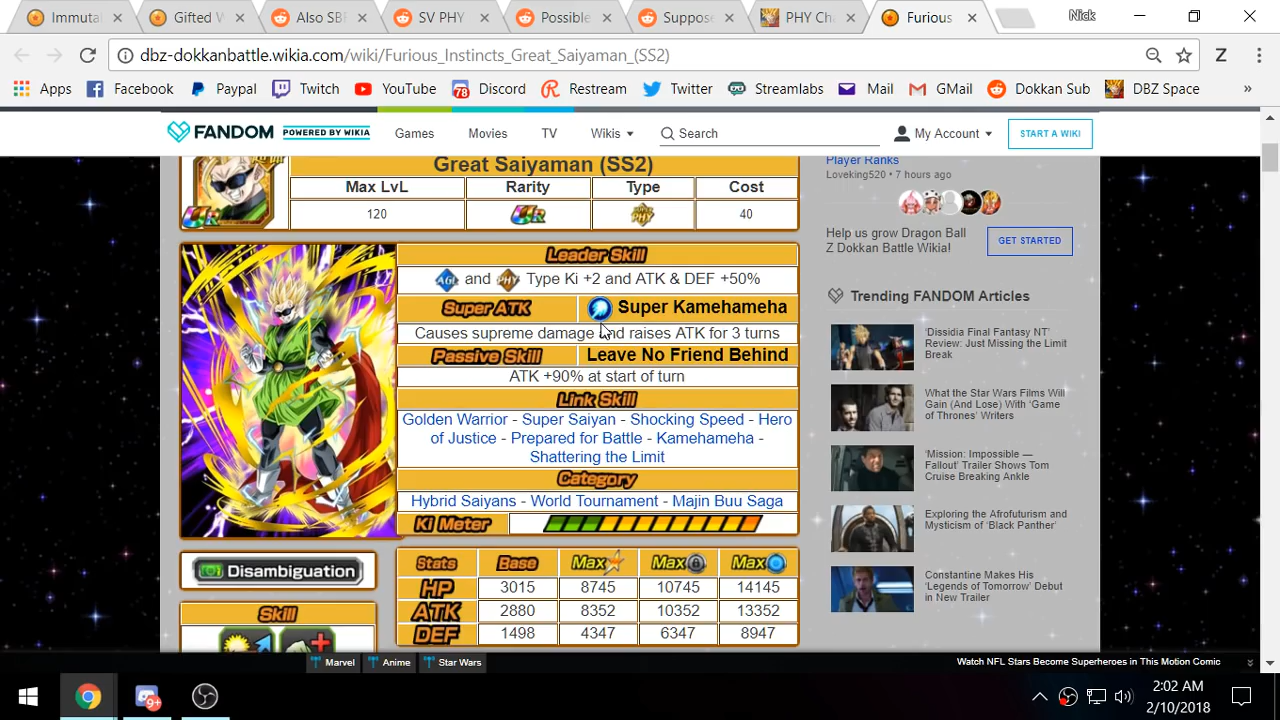 Immuta
Gifted V
Also SBF
SV PHY
Possible
Suppose
PHY Ch
Furious
Nick
dbz-dokkanbattle.wikia.com/wiki/Furious_Instincts_Great_Saiyaman_(SS2)
Z
Apps
Facebook
Paypal
Twitch
YouTube
78
Discord
Restream
Twitter
Streamlabs
Mail
GMail
Dokkan Sub
DBZ Space
»
FANDOM
POWERED BY WIKIA
Games
Movies
TV
Wikis
Search
My Account
START A WIKI
Great Saiyaman (SS2)
Max LvL
Rarity
Type
Cost
120
UR
PHY
40
Leader Skill
AGL and PHY Type Ki +2 and ATK & DEF +50%
Super ATK
Super Kamehameha
Causes supreme damage and raises ATK for 3 turns
Passive Skill
Leave No Friend Behind
ATK +90% at start of turn
Link Skill
Golden Warrior - Super Saiyan - Shocking Speed - Hero
of Justice - Prepared for Battle - Kamehameha -
Shattering the Limit
Category
Hybrid Saiyans - World Tournament - Majin Buu Saga
Ki Meter
Disambiguation
Skill
Stats
Base
Max
Max
Max
HP
3015
8745
10745
14145
ATK
2880
8352
10352
13352
DEF
1498
4347
6347
8947
Player Ranks
Loveking520 • 7 hours ago
Help us grow Dragon Ball
Z Dokkan Battle Wikia!
GET STARTED
Trending FANDOM Articles
'Dissidia Final Fantasy NT'
Review: Just Missing the Limit
Break
What the Star Wars Films Will
Gain (And Lose) With 'Game
of Thrones' Writers
'Mission: Impossible —
Fallout' Trailer Shows Tom
Cruise Breaking Ankle
Exploring the Afrofuturism and
Mysticism of 'Black Panther'
Constantine Makes His
'Legends of Tomorrow' Debut
in New Trailer
Marvel
Anime
Star Wars
Watch NFL Stars Become Superheroes in This Motion Comic
9+
2:02 AM
2/10/2018